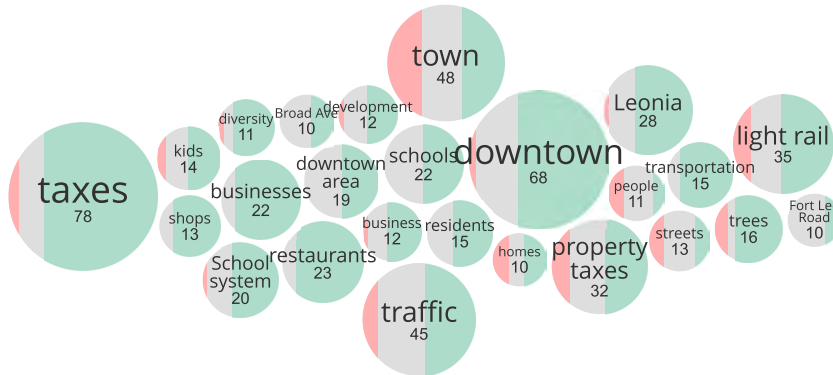 town
48
Leonia
28
development
12
Broad Ave
10
diversity
11
light rail
35
kids
14
schools
22
downtown
68
downtown
area
19
transportation
15
taxes
78
businesses
22
people
11
Fort Le
Road
10
shops
13
business
12
residents
15
trees
16
streets
13
homes
10
property
taxes
32
restaurants
23
School
system
20
traffic
45